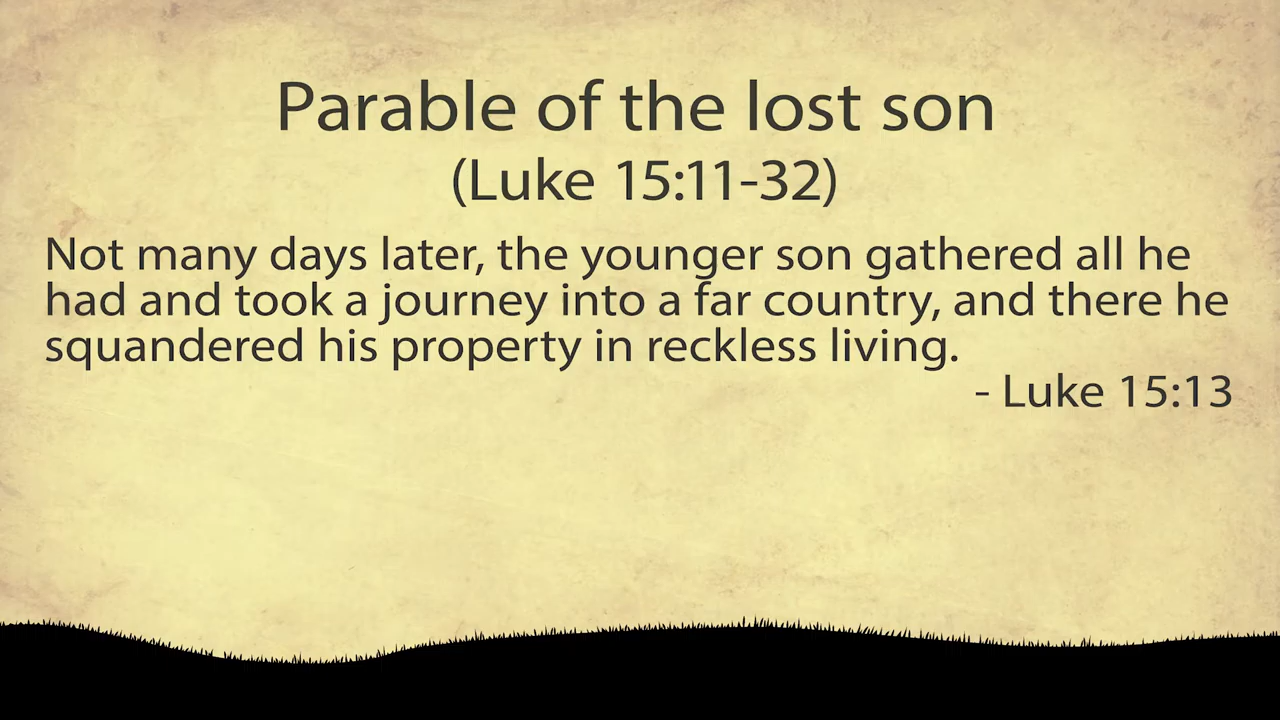 Parable of the lost son
(Luke 15:11-32)
Not many days later, the younger son gathered all he
had and took a journey into a far country, and there he
squandered his property in reckless living.
- Luke 15:13